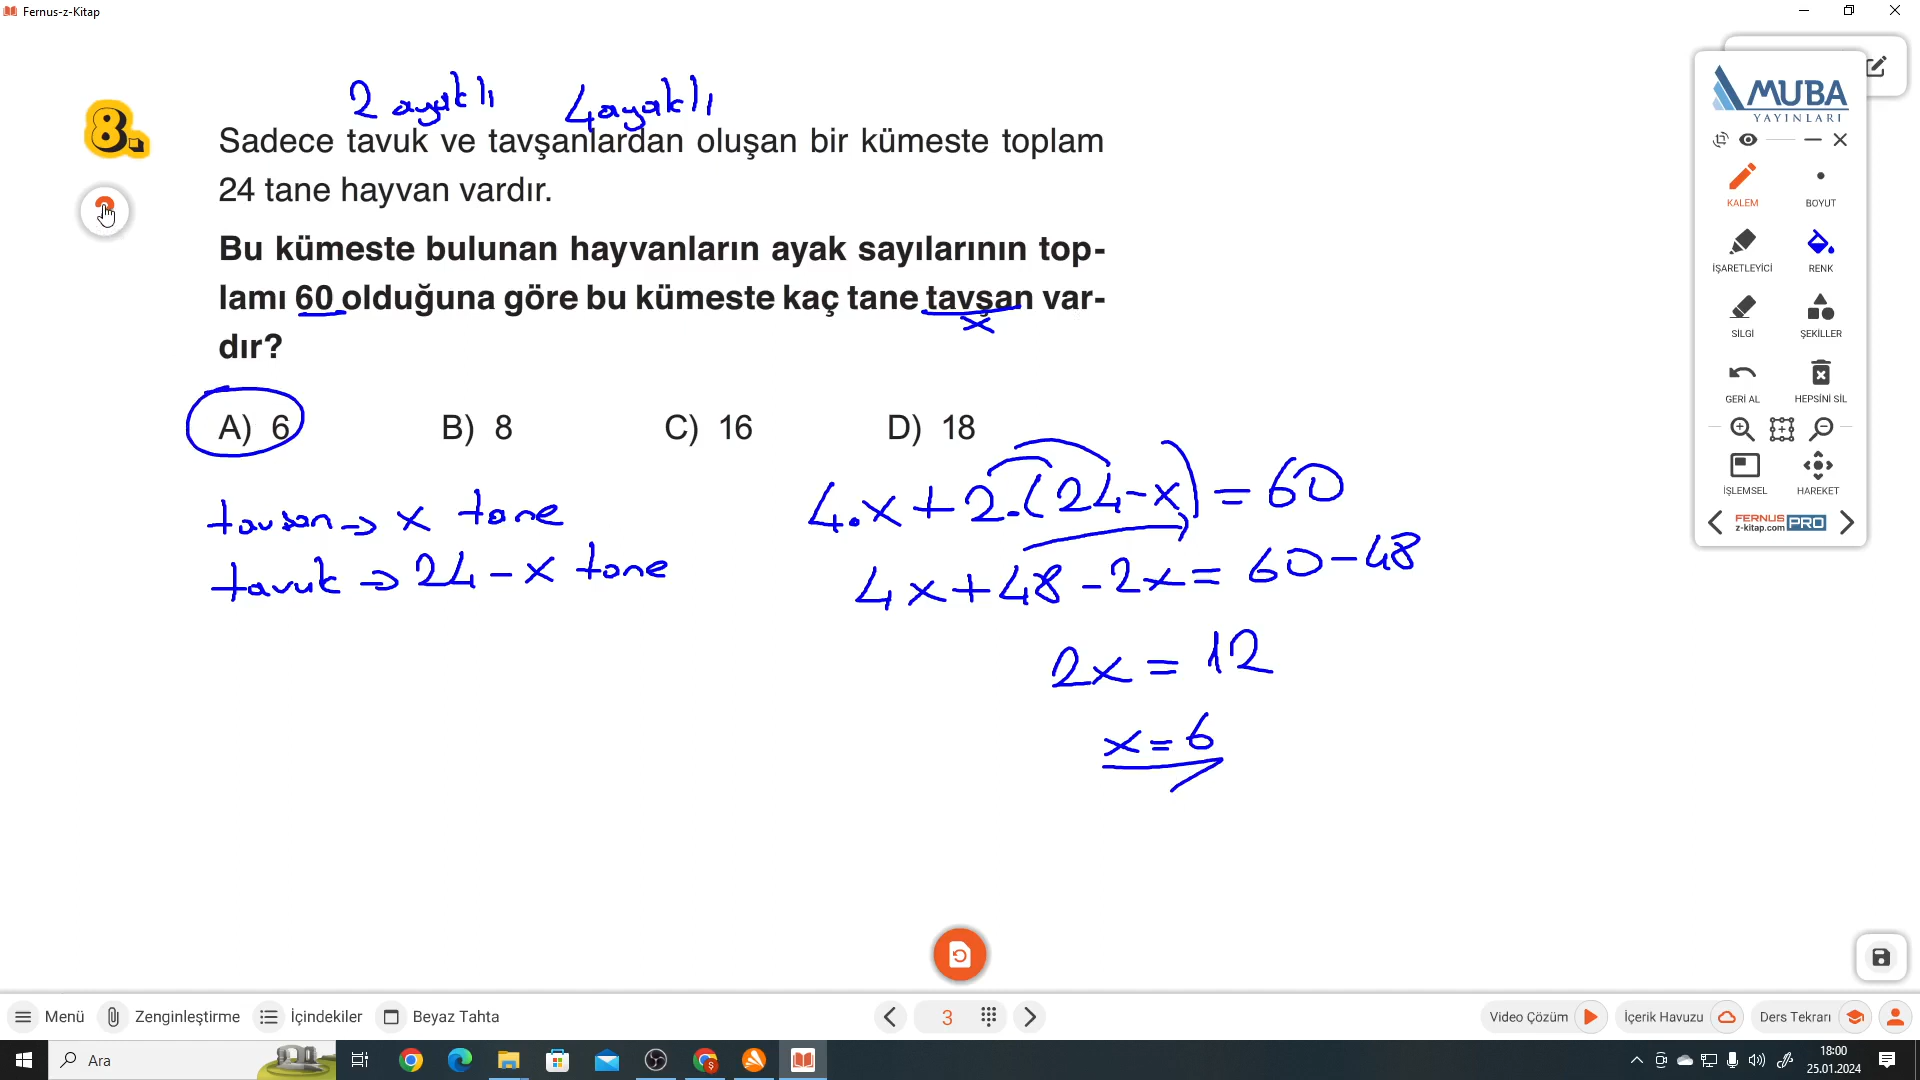 Fernus-z-Kitap
2 ayaklı 4 ayaklı
8.
Sadece tavuk ve tavşanlardan oluşan bir kümeste toplam
24 tane hayvan vardır.
Bu kümeste bulunan hayvanların ayak sayılarının top-
lamı 60 olduğuna göre bu kümeste kaç tane tavşan var-
x
dır?
A) 6 B) 8 C) 16 D) 18
tavşan → x tane
tavuk → 24 - x tane
4.x + 2.(24-x) = 60
4x + 48 - 2x = 60 - 48
2x = 12
x = 6
MUBA
YAYINLARI
KALEM BOYUT
İŞARETLEYİCİ RENK
SİLGİ ŞEKİLLER
GERİ AL HEPSİNİ SİL
İŞLEMSEL HAREKET
FERNUS PRO
z-kitap.com
Menü Zenginleştirme İçindekiler Beyaz Tahta 3 Video Çözüm İçerik Havuzu Ders Tekrarı
Ara
18:00
25.01.2024